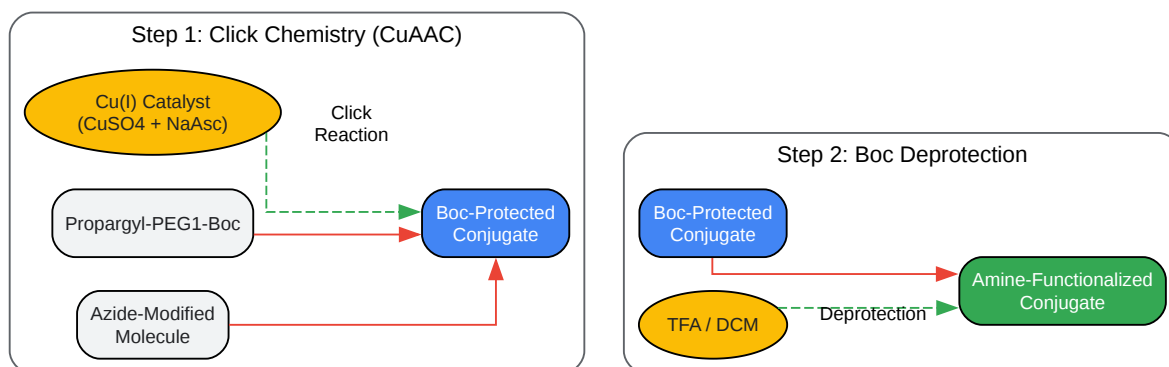 Step 1: Click Chemistry (CuAAC)
Cu(I) Catalyst
(CuSO4 + NaAsc)
Click
Reaction
Propargyl-PEG1-Boc
Boc-Protected
Conjugate
Azide-Modified
Molecule
Step 2: Boc Deprotection
Boc-Protected
Conjugate
Amine-Functionalized
Conjugate
TFA / DCM
Deprotection